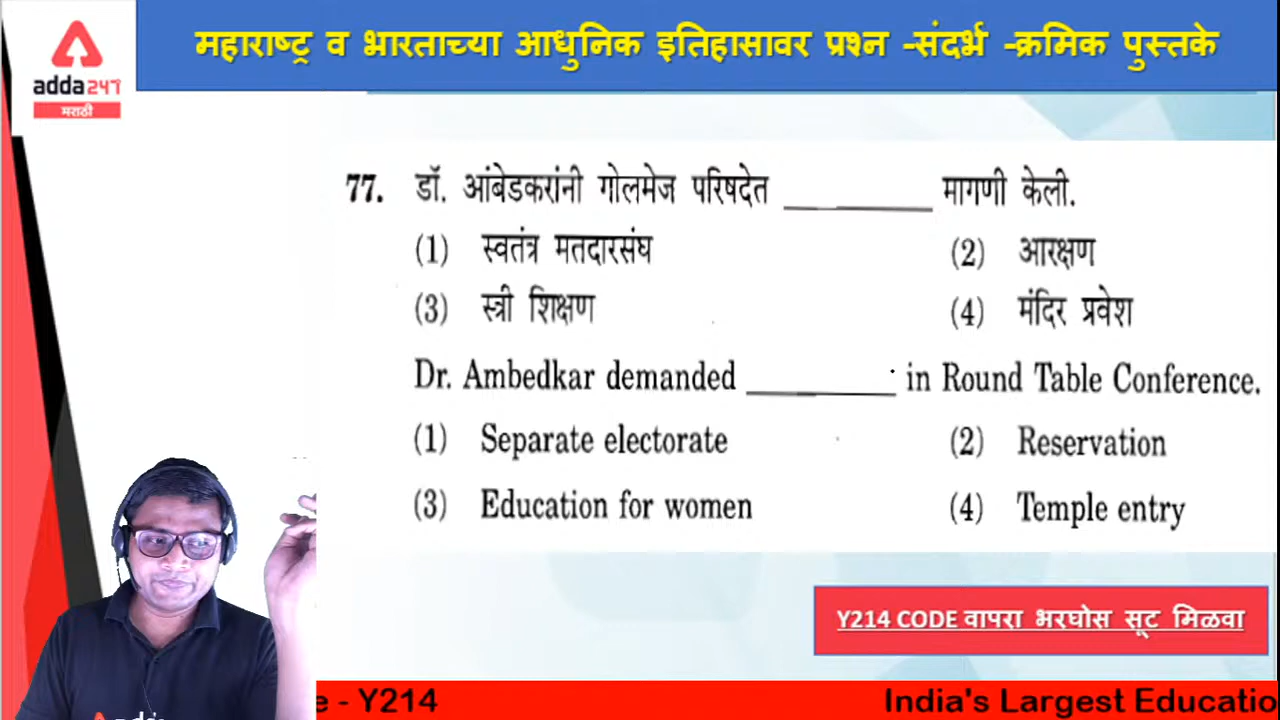 महाराष्ट्र व भारताच्या आधुनिक इतिहासावर प्रश्न -संदर्भ -क्रमिक पुस्तके
adda247
मराठी
77. डॉ. आंबेडकरांनी गोलमेज परिषदेत ________ मागणी केली.
(1) स्वतंत्र मतदारसंघ (2) आरक्षण
(3) स्त्री शिक्षण (4) मंदिर प्रवेश
Dr. Ambedkar demanded ________ in Round Table Conference.
(1) Separate electorate (2) Reservation
(3) Education for women (4) Temple entry
Y214 CODE वापरा भरघोस सूट मिळवा
e - Y214 India's Largest Educatio